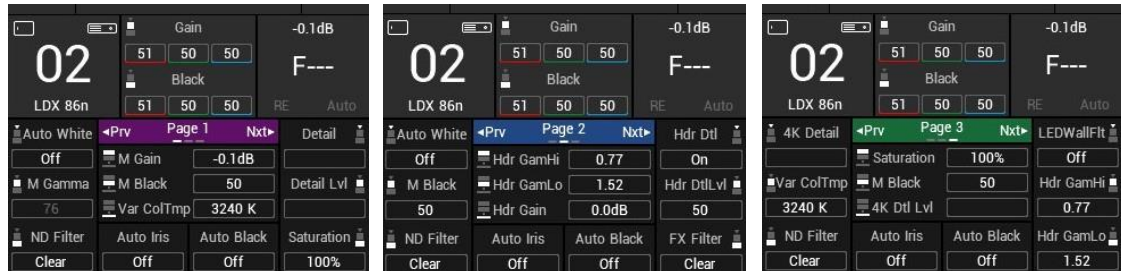 Gain
-0.1dB
02
51 50 50
F---
Black
LDX 86n
51 50 50
RE Auto
Auto White
◂Prv Page 1 Nxt▸
Detail
Off
M Gain -0.1dB
M Gamma
M Black 50
Detail Lvl
76
Var ColTmp 3240 K
ND Filter
Auto Iris
Auto Black
Saturation
Clear
Off
Off
100%
Gain
-0.1dB
02
51 50 50
F---
Black
LDX 86n
51 50 50
RE Auto
Auto White
◂Prv Page 2 Nxt▸
Hdr Dtl
Off
Hdr GamHi 0.77
On
M Black
Hdr GamLo 1.52
Hdr DtlLvl
50
Hdr Gain 0.0dB
50
ND Filter
Auto Iris
Auto Black
FX Filter
Clear
Off
Off
Clear
Gain
-0.1dB
02
51 50 50
F---
Black
LDX 86n
51 50 50
RE Auto
4K Detail
◂Prv Page 3 Nxt▸
LEDWallFlt
Saturation 100%
Off
Var ColTmp
M Black 50
Hdr GamHi
3240 K
4K Dtl Lvl
0.77
ND Filter
Auto Iris
Auto Black
Hdr GamLo
Clear
Off
Off
1.52